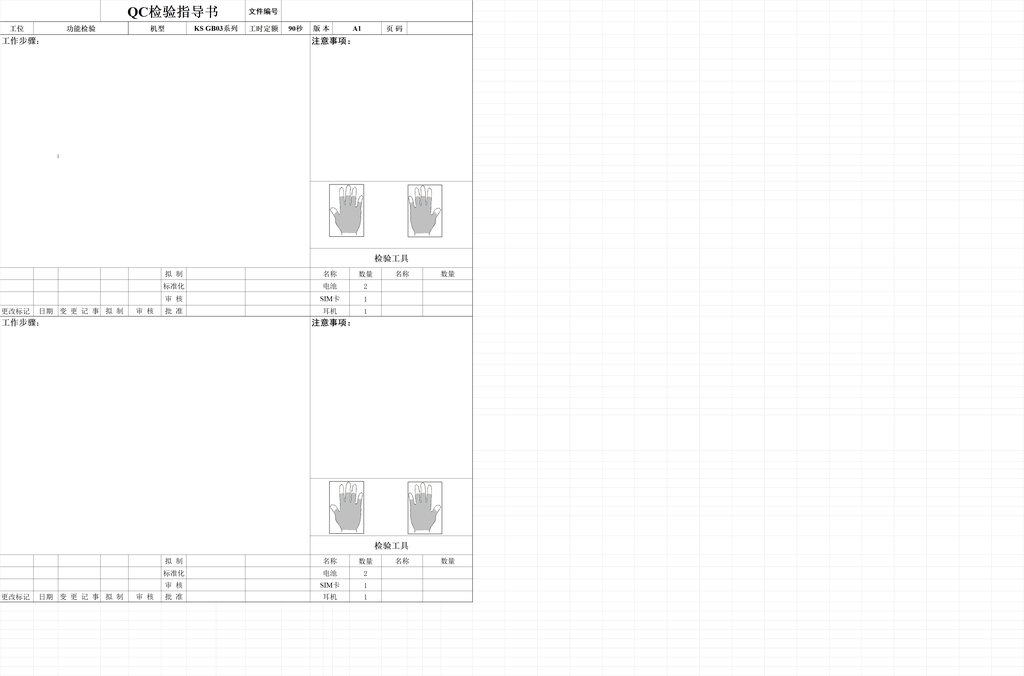 QC检验指导书 文件编号
工位 功能检验 机型 KS-GB03系列 工时定额 90秒 版 本 A1 页 码
工作步骤: 注意事项:
检验工具
拟 制 名称 数量 名称 数量
标准化 电池 2
审 核 SIM卡 1
更改标记 日期 变 更 记 事 拟 制 审 核 批 准 耳机 1
工作步骤: 注意事项:
检验工具
拟 制 名称 数量 名称 数量
标准化 电池 2
审 核 SIM卡 1
更改标记 日期 变 更 记 事 拟 制 审 核 批 准 耳机 1